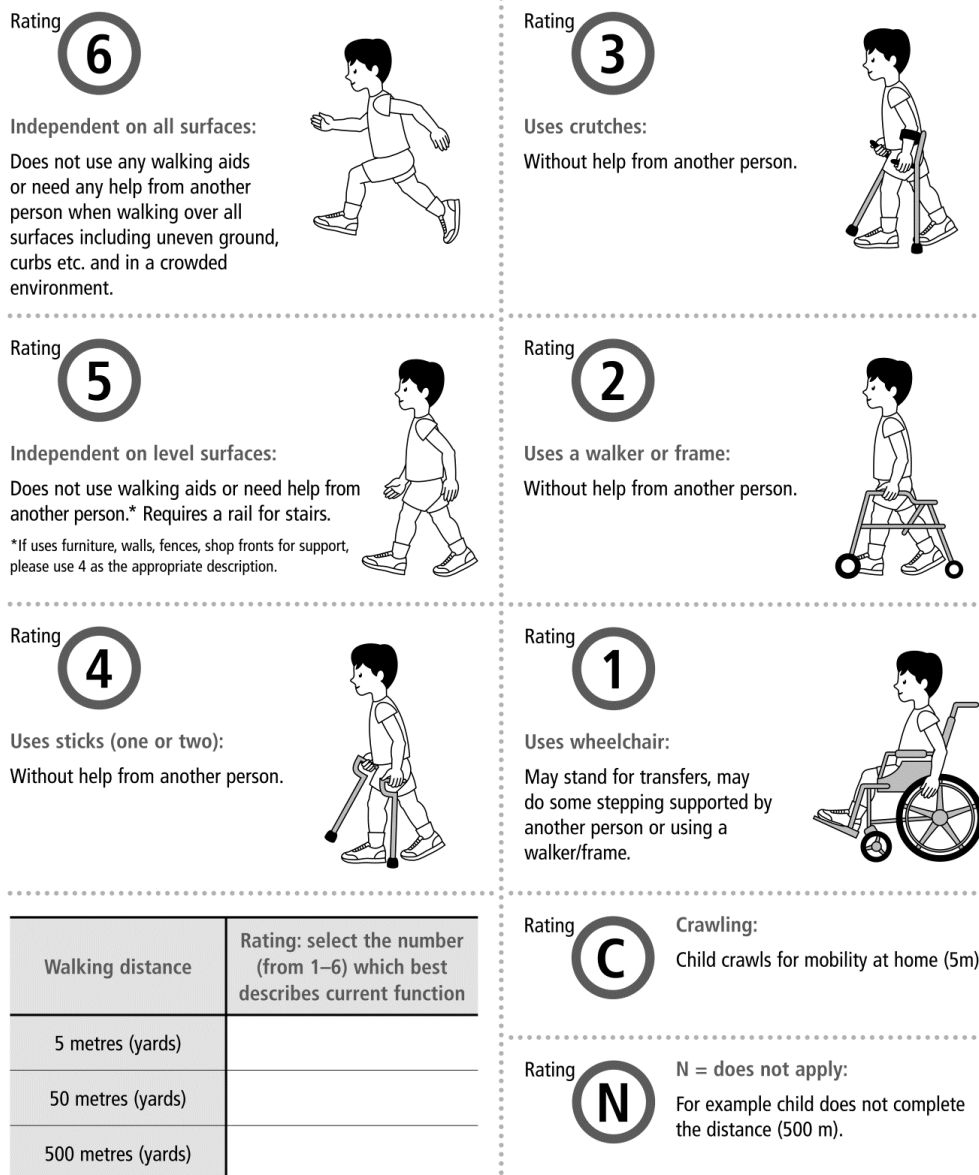 Rating
6
Independent on all surfaces:
Does not use any walking aids
or need any help from another
person when walking over all
surfaces including uneven ground,
curbs etc. and in a crowded
environment.
Rating
5
Independent on level surfaces:
Does not use walking aids or need help from
another person.* Requires a rail for stairs.
*If uses furniture, walls, fences, shop fronts for support,
please use 4 as the appropriate description.
Rating
4
Uses sticks (one or two):
Without help from another person.
Rating
3
Uses crutches:
Without help from another person.
Rating
2
Uses a walker or frame:
Without help from another person.
Rating
1
Uses wheelchair:
May stand for transfers, may
do some stepping supported by
another person or using a
walker/frame.
Walking distance
Rating: select the number
(from 1–6) which best
describes current function
5 metres (yards)
50 metres (yards)
500 metres (yards)
Rating
C
Crawling:
Child crawls for mobility at home (5m)
Rating
N
N = does not apply:
For example child does not complete
the distance (500 m).